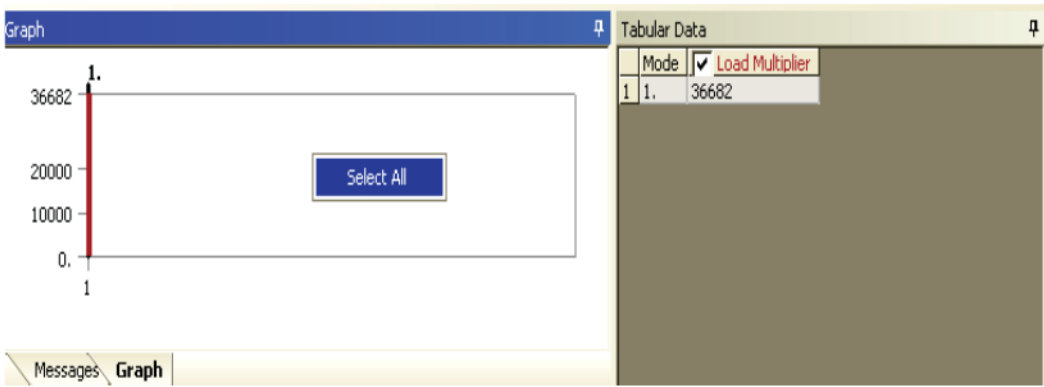 Graph
1.
36682
20000
10000
0.
1
Select All
Messages Graph
Tabular Data
Mode Load Multiplier
1 1. 36682